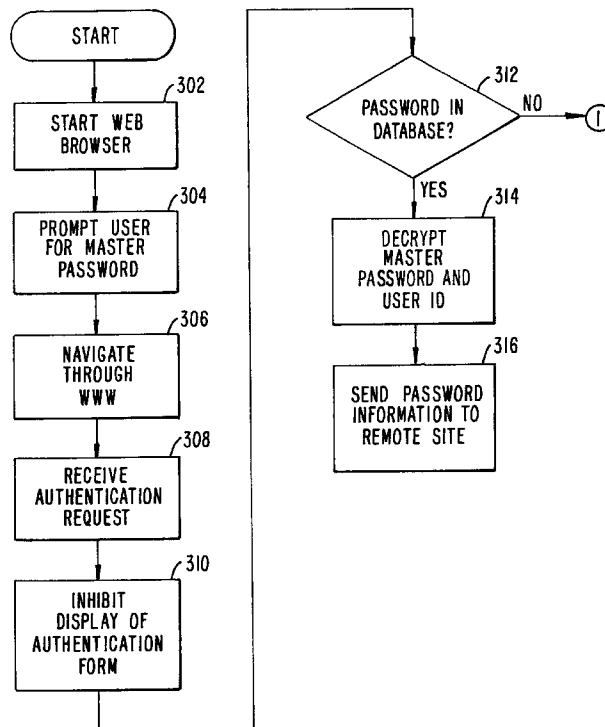 START
302
START WEB
BROWSER
304
PROMPT USER
FOR MASTER
PASSWORD
306
NAVIGATE
THROUGH
WWW
308
RECEIVE
AUTHENTICATION
REQUEST
310
INHIBIT
DISPLAY OF
AUTHENTICATION
FORM
312
PASSWORD IN
DATABASE?
NO
1
YES
314
DECRYPT
MASTER
PASSWORD AND
USER ID
316
SEND PASSWORD
INFORMATION TO
REMOTE SITE